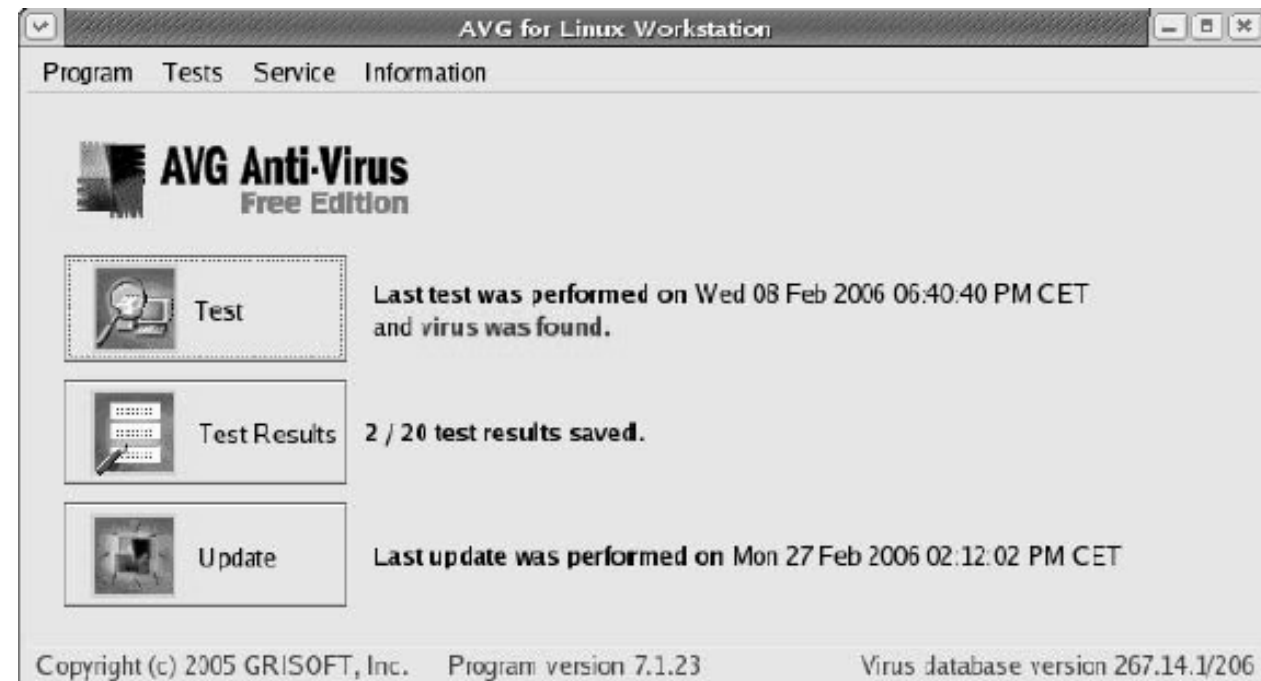 AVG for Linux Workstation
Program Tests Service Information
AVG Anti-Virus
Free Edition
Test
Last test was performed on Wed 08 Feb 2006 06:40:40 PM CET
and virus was found.
Test Results
2 / 20 test results saved.
Update
Last update was performed on Mon 27 Feb 2006 02:12:02 PM CET
Copyright (c) 2005 GRISOFT, Inc. Program version 7.1.23 Virus database version 267.14.1/206